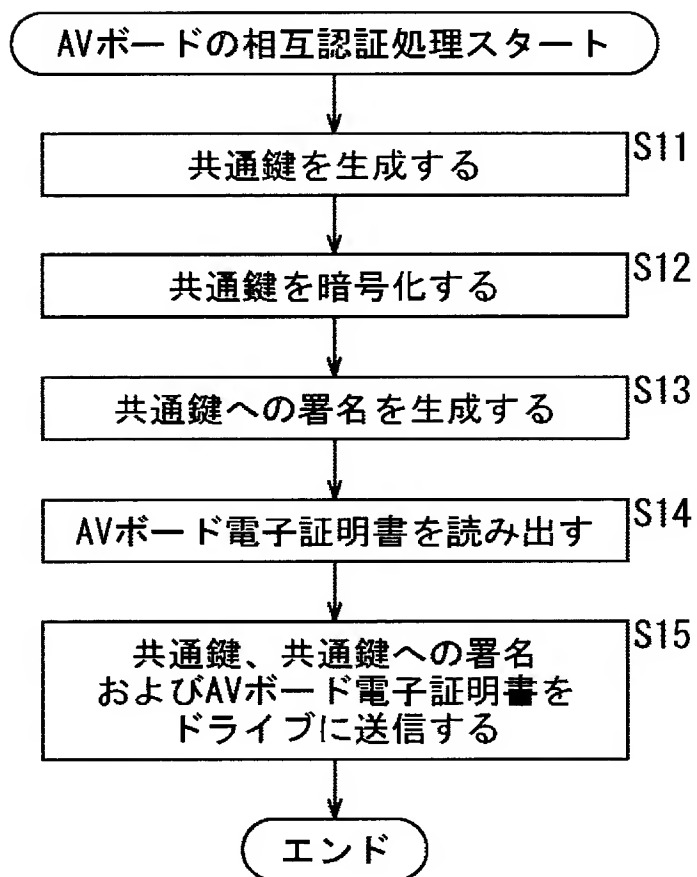 AVボードの相互認証処理スタート
S11
共通鍵を生成する
S12
共通鍵を暗号化する
S13
共通鍵への署名を生成する
S14
AVボード電子証明書を読み出す
S15
共通鍵、共通鍵への署名
およびAVボード電子証明書を
ドライブに送信する
エンド